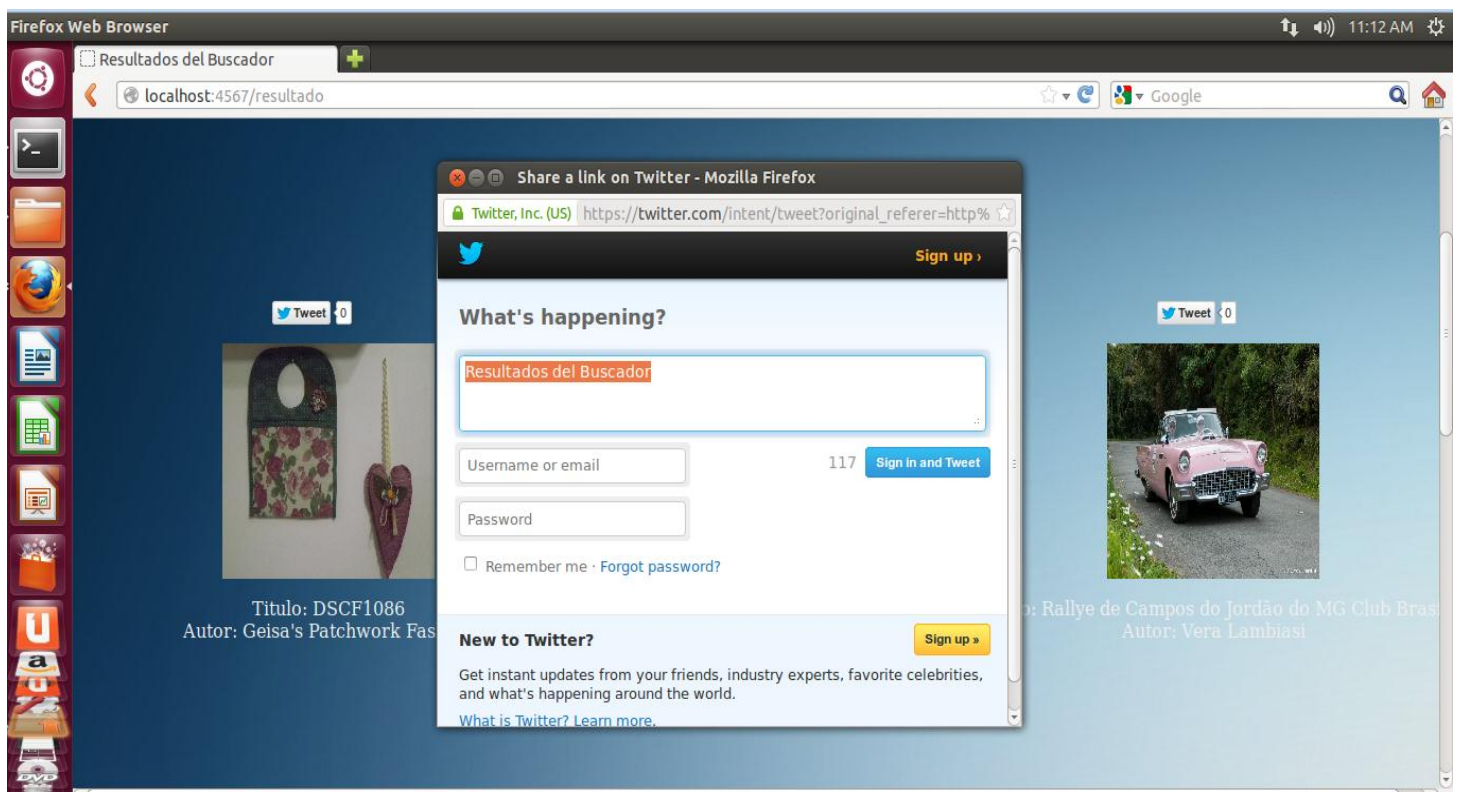 Firefox Web Browser
11:12 AM
Resultados del Buscador
localhost:4567/resultado
Google
Share a link on Twitter - Mozilla Firefox
Twitter, Inc. (US) https://twitter.com/intent/tweet?original_referer=http%
Sign up ›
Tweet 0
What's happening?
Resultados del Buscador
Username or email
117 Sign in and Tweet
Password
Remember me · Forgot password?
New to Twitter?
Sign up »
Get instant updates from your friends, industry experts, favorite celebrities,
and what's happening around the world.
What is Twitter? Learn more.
Titulo: DSCF1086
Autor: Geisa's Patchwork Fas
Tweet 0
o: Rallye de Campos do Jordão do MG Club Bras
Autor: Vera Lambiasi